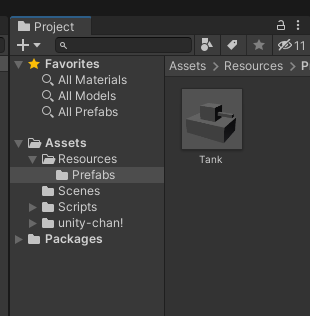 Project
11
Favorites
All Materials
All Models
All Prefabs
Assets
Resources
Prefabs
Scenes
Scripts
unity-chan!
Packages
Assets Resources P
Tank